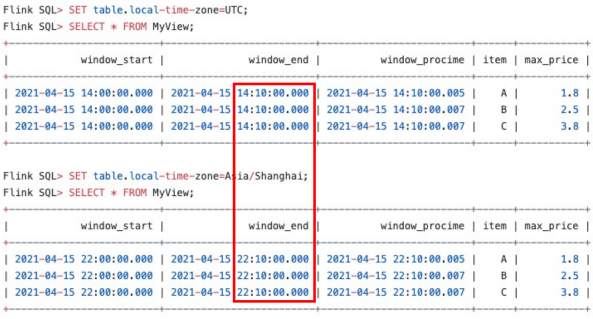 Flink SQL> SET table.local-time-zone=UTC;
Flink SQL> SELECT * FROM MyView;
+-------------------------+-------------------------+-------------------------+------+-----------+
| window_start | window_end | window_procime | item | max_price |
+-------------------------+-------------------------+-------------------------+------+-----------+
| 2021-04-15 14:00:00.000 | 2021-04-15 14:10:00.000 | 2021-04-15 14:10:00.005 | A | 1.8 |
| 2021-04-15 14:00:00.000 | 2021-04-15 14:10:00.000 | 2021-04-15 14:10:00.007 | B | 2.5 |
| 2021-04-15 14:00:00.000 | 2021-04-15 14:10:00.000 | 2021-04-15 14:10:00.007 | C | 3.8 |
+-------------------------+-------------------------+-------------------------+------+-----------+
Flink SQL> SET table.local-time-zone=Asia/Shanghai;
Flink SQL> SELECT * FROM MyView;
+-------------------------+-------------------------+-------------------------+------+-----------+
| window_start | window_end | window_procime | item | max_price |
+-------------------------+-------------------------+-------------------------+------+-----------+
| 2021-04-15 22:00:00.000 | 2021-04-15 22:10:00.000 | 2021-04-15 22:10:00.005 | A | 1.8 |
| 2021-04-15 22:00:00.000 | 2021-04-15 22:10:00.000 | 2021-04-15 22:10:00.007 | B | 2.5 |
| 2021-04-15 22:00:00.000 | 2021-04-15 22:10:00.000 | 2021-04-15 22:10:00.007 | C | 3.8 |
+-------------------------+-------------------------+-------------------------+------+-----------+